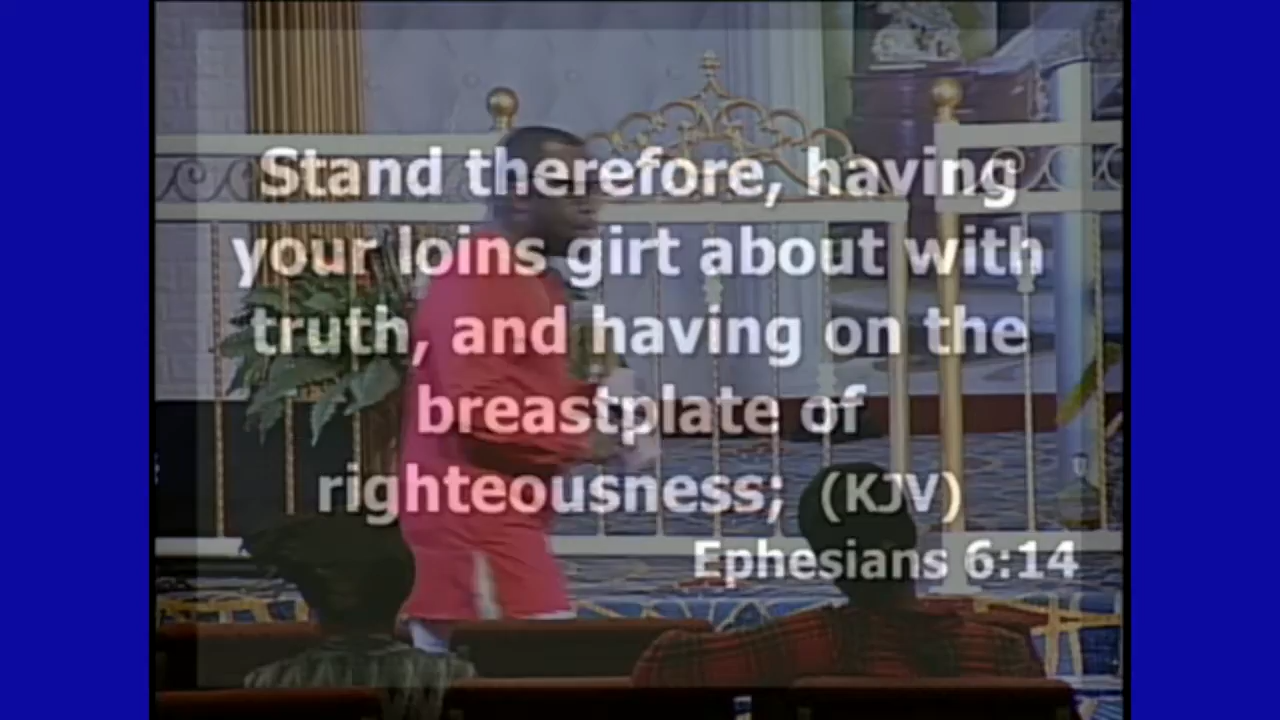 Stand therefore, having
your loins girt about with
truth, and having on the
breastplate of
righteousness; (KJV)
Ephesians 6:14